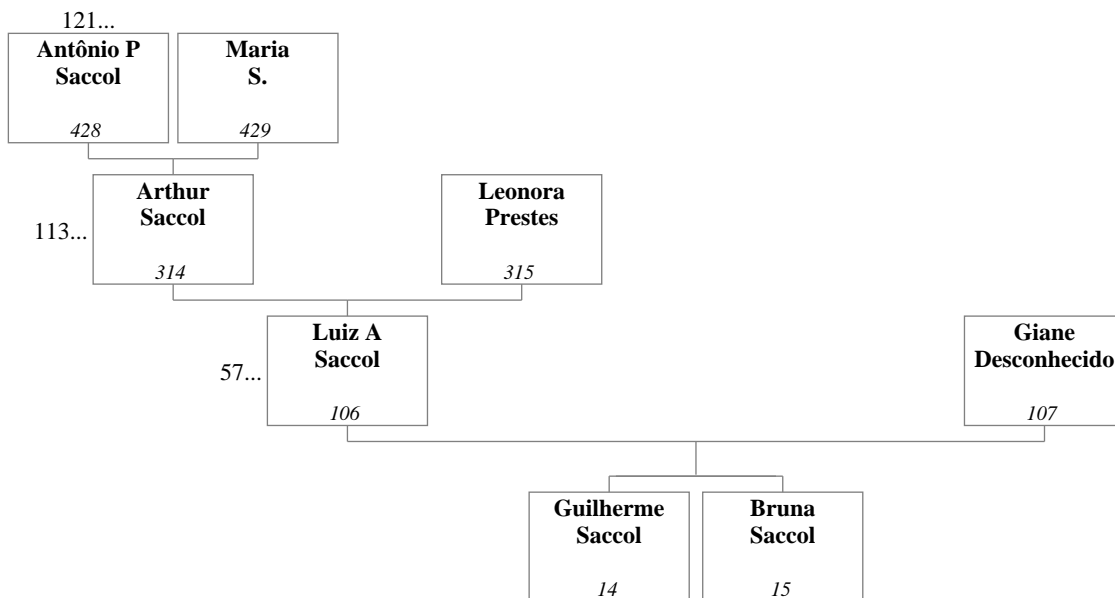 121...
Antônio P
Saccol
428
Maria
S.
429
113...
Arthur
Saccol
314
Leonora
Prestes
315
57...
Luiz A
Saccol
106
Giane
Desconhecido
107
Guilherme
Saccol
14
Bruna
Saccol
15